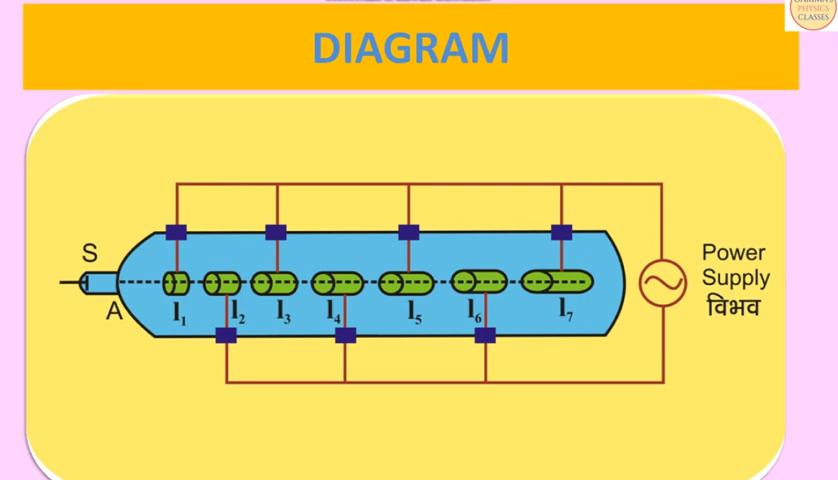 PHYSICS
CLASSES
DIAGRAM
S
A
l₁
l₂
l₃
l₄
l₅
l₆
l₇
Power
Supply
विभव